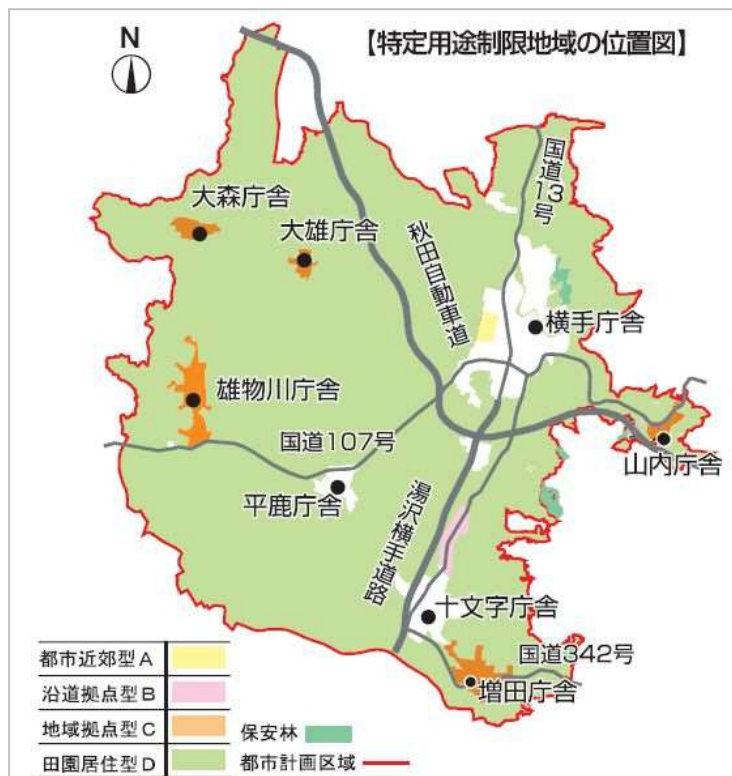 【特定用途制限地域の位置図】
N
国道13号
大森庁舎
大雄庁舎
秋田自動車道
横手庁舎
雄物川庁舎
国道107号
山内庁舎
平鹿庁舎
湯沢横手道路
十文字庁舎
国道342号
増田庁舎
都市近郊型A
沿道拠点型B
地域拠点型C
保安林
田園居住型D
都市計画区域